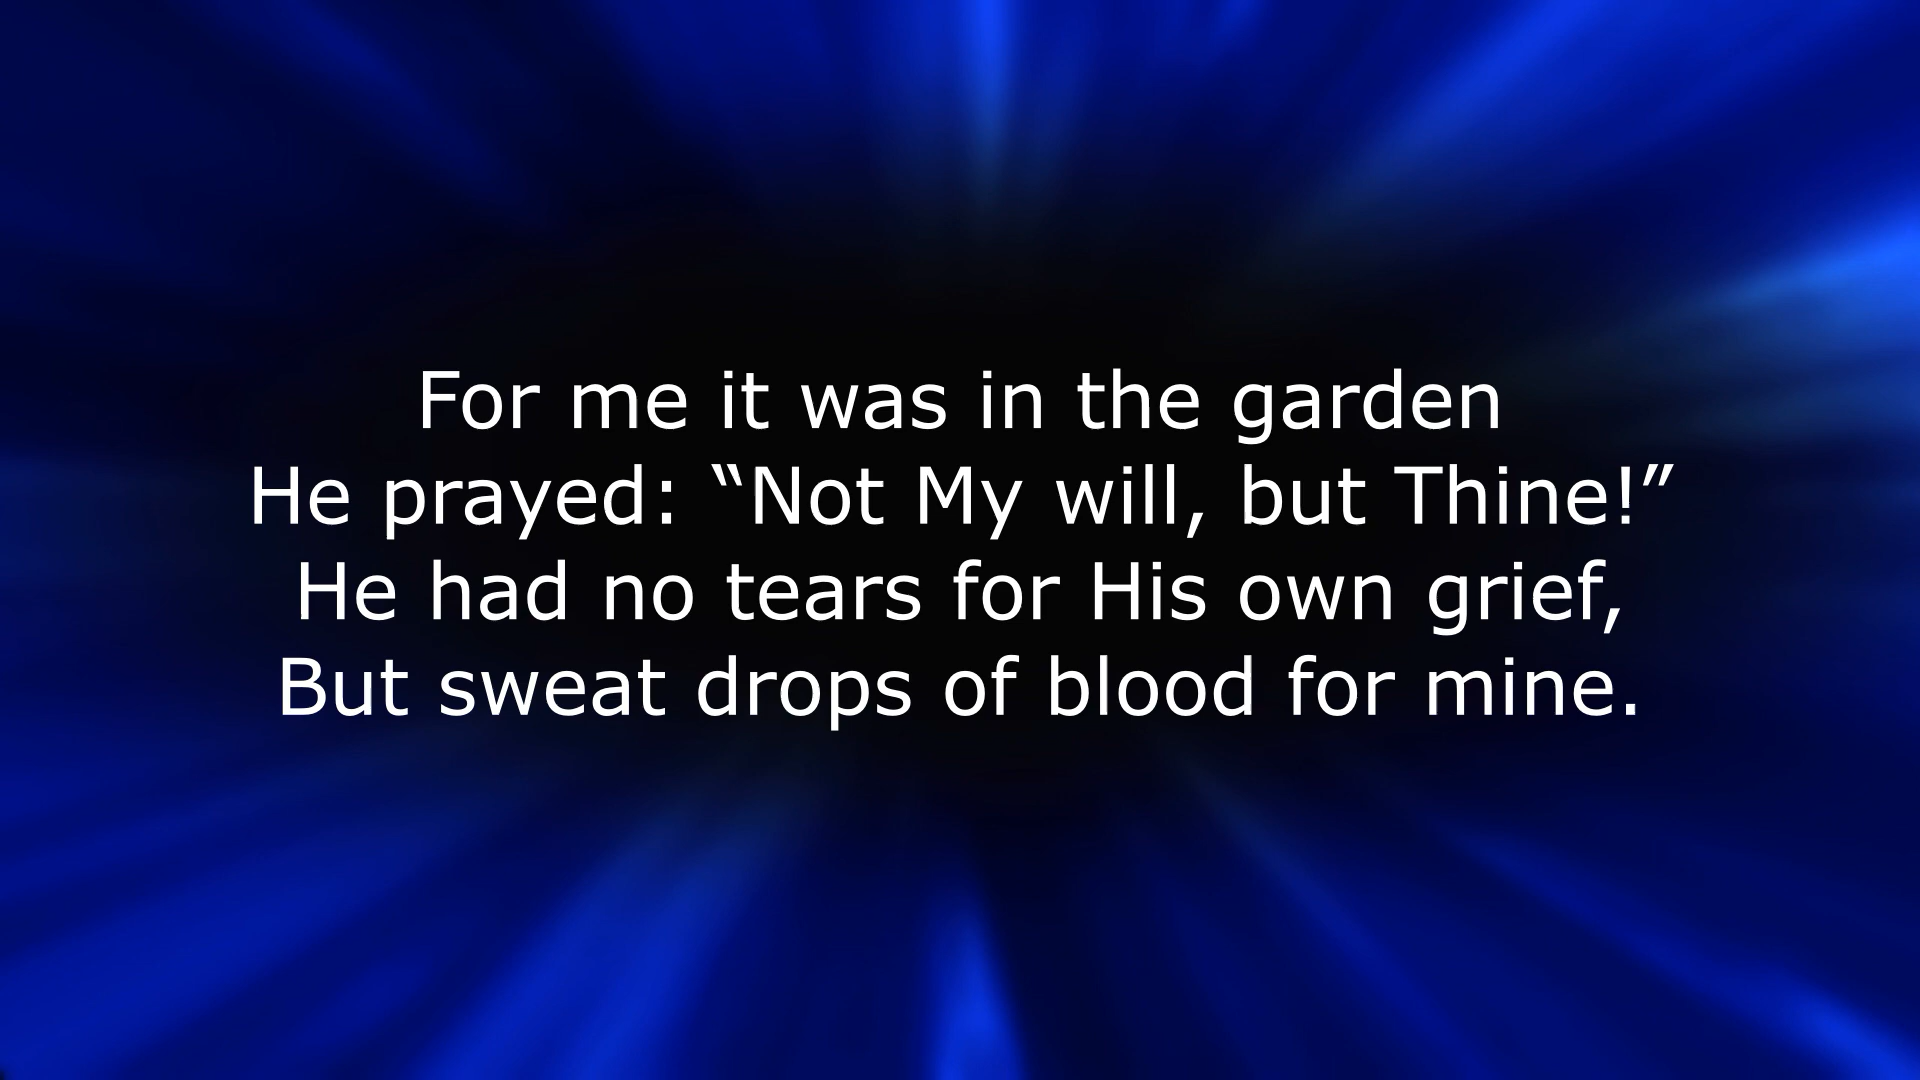 For me it was in the garden
He prayed: “Not My will, but Thine!”
He had no tears for His own grief,
But sweat drops of blood for mine.